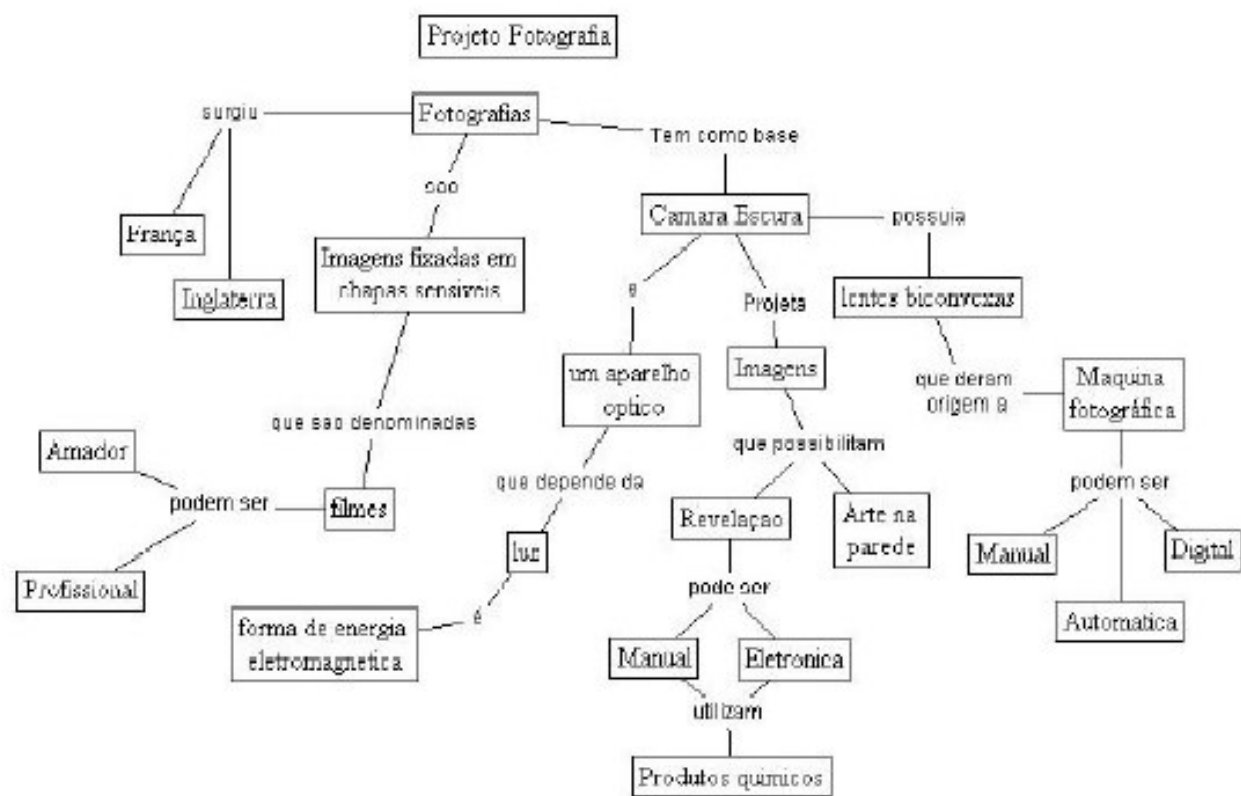 Projeto Fotografia
surgiu
Fotografias
Tem como base
sao
França
Inglaterra
Imagens fizadas em
chapas sensiveis
Camara Escura
possuia
e
Projeta
lentes biconvexas
um aparelho
optico
Imagens
que deram
origem a
Maquina
fotográfica
que sao denominadas
Amador
podem ser
filmes
Profissional
que depende da
luz
é
forma de energia
eletromagnetica
que possibilitam
Revelaçao
Arte na
parede
pode ser
Manual
Eletronica
utilizam
Produtos quimicos
podem ser
Manual
Digital
Automatica